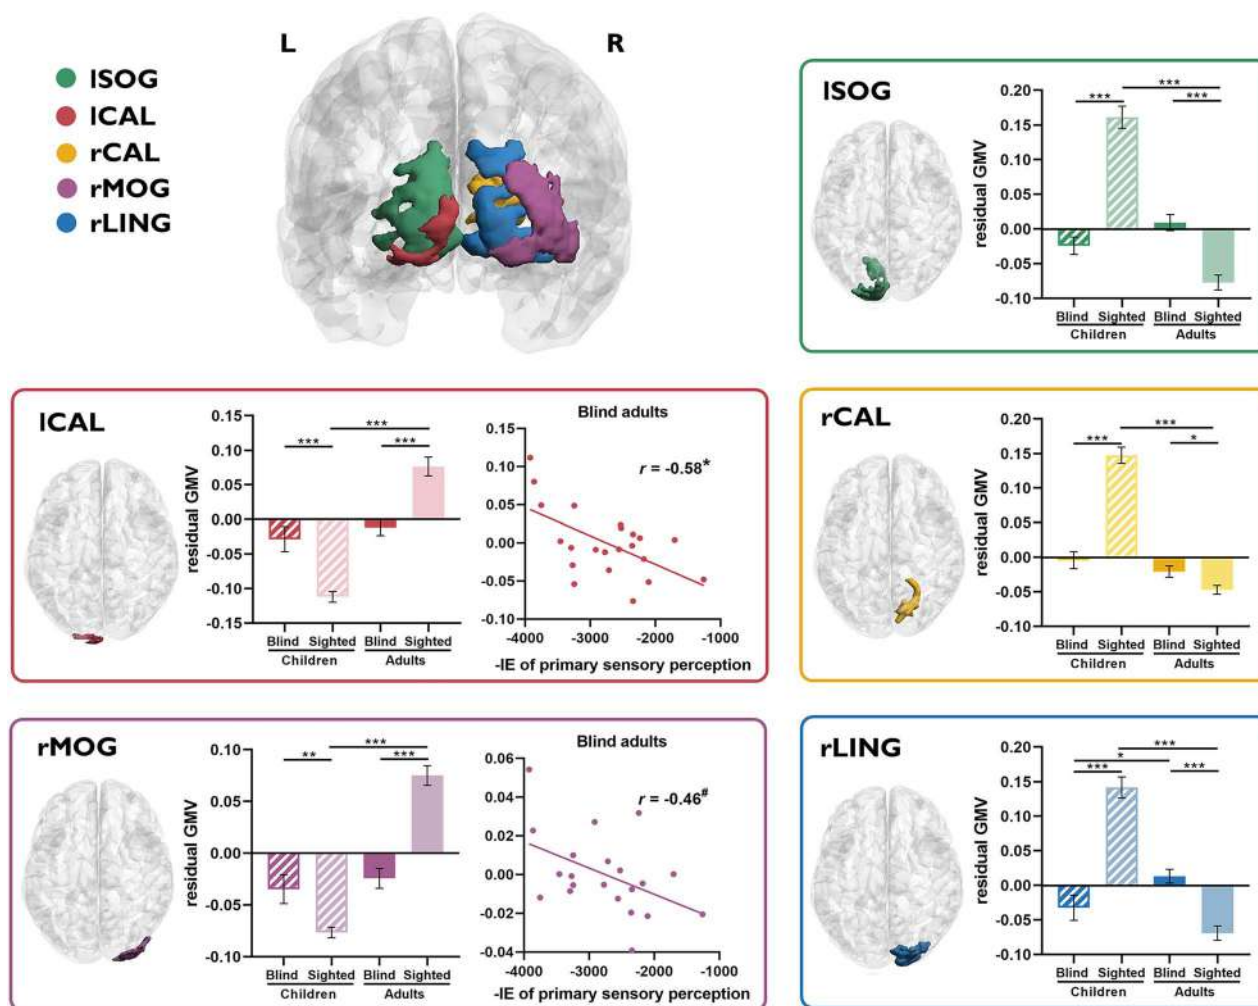 L R
lSOG
lCAL
rCAL
rMOG
rLING
lSOG
residual GMV
0.20
0.15
0.10
0.05
0.00
-0.05
-0.10
***
*** ***
Blind Sighted Blind Sighted
Children Adults
lCAL
residual GMV
0.15
0.10
0.05
0.00
-0.05
-0.10
-0.15
***
*** ***
Blind Sighted Blind Sighted
Children Adults
Blind adults
r = -0.58*
0.15
0.10
0.05
0.00
-0.05
-0.10
-4000 -3000 -2000 -1000
-IE of primary sensory perception
rCAL
residual GMV
0.20
0.15
0.10
0.05
0.00
-0.05
-0.10
***
*** *
Blind Sighted Blind Sighted
Children Adults
rMOG
residual GMV
0.10
0.05
0.00
-0.05
-0.10
***
** ***
Blind Sighted Blind Sighted
Children Adults
Blind adults
r = -0.46#
0.06
0.04
0.02
0.00
-0.02
-0.04
-4000 -3000 -2000 -1000
-IE of primary sensory perception
rLING
residual GMV
0.20
0.15
0.10
0.05
0.00
-0.05
-0.10
***
*
*** ***
Blind Sighted Blind Sighted
Children Adults